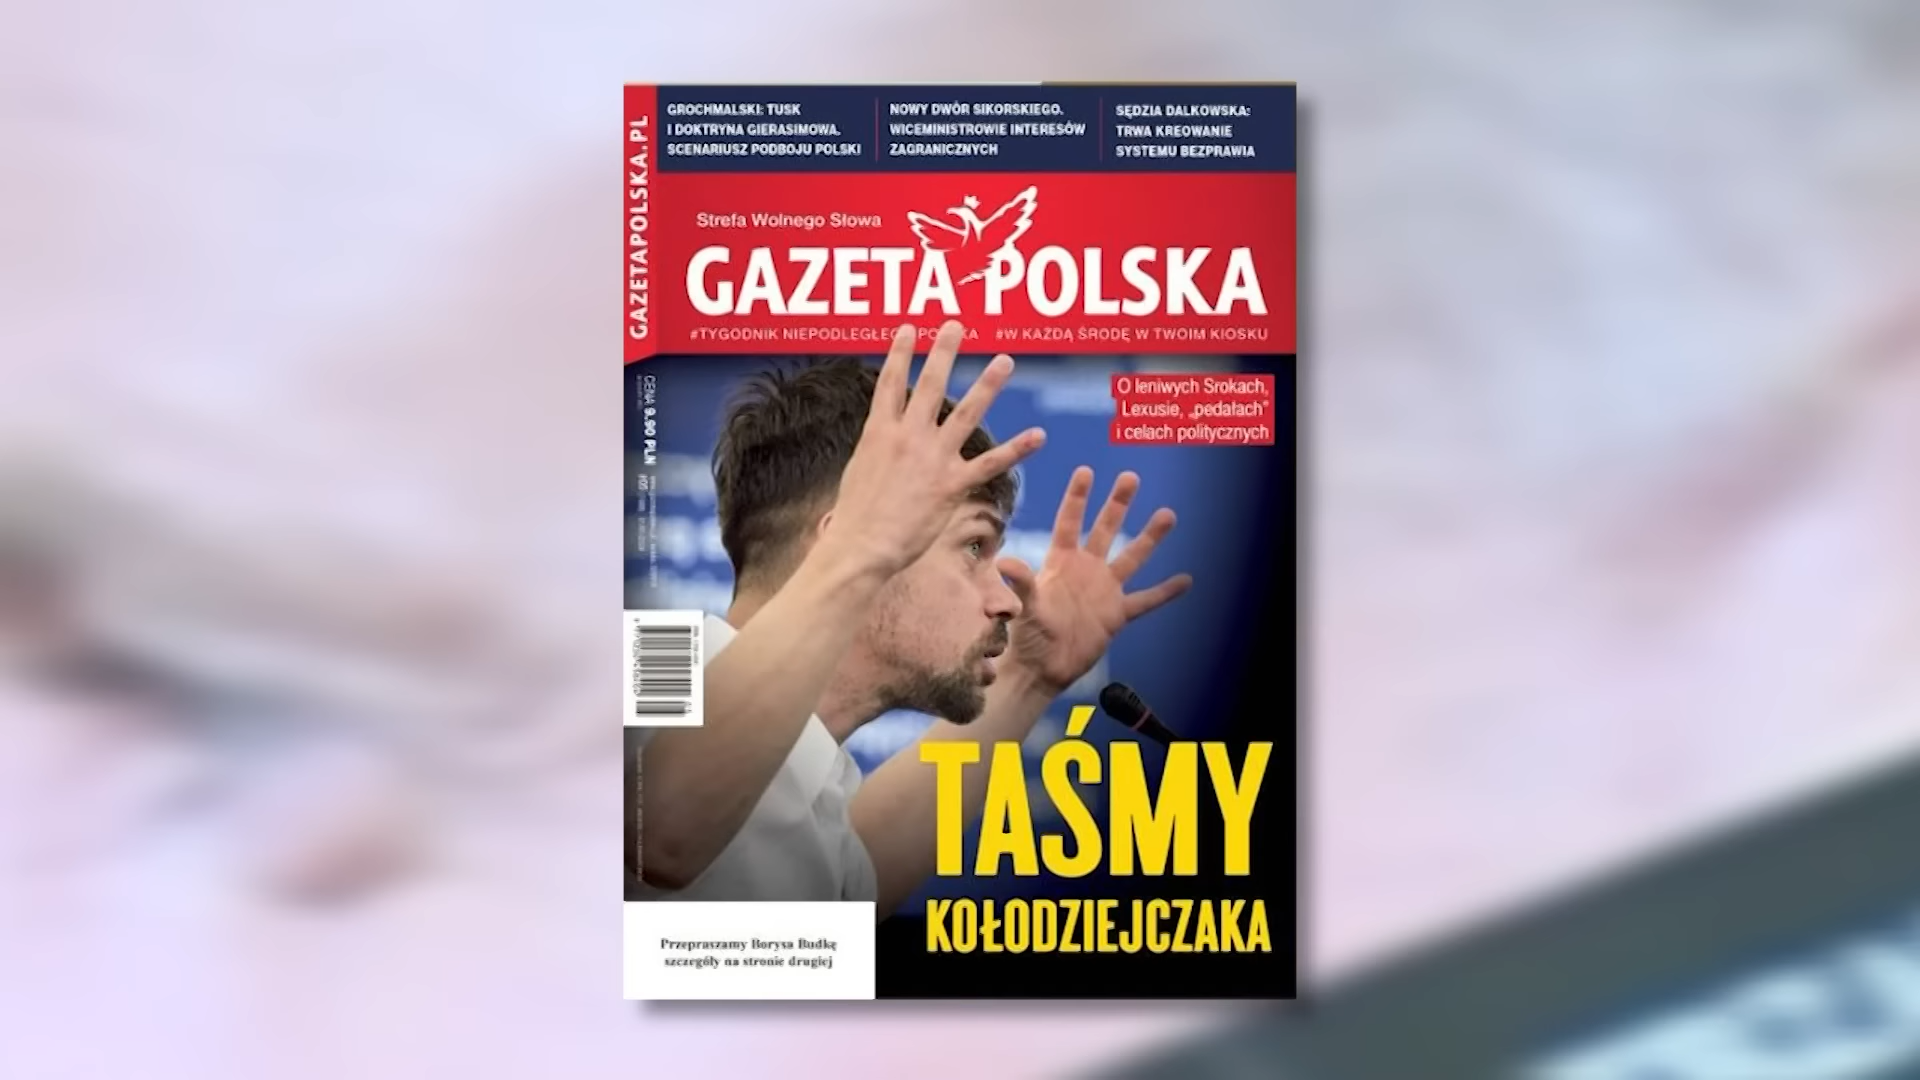 GAZETAPOLSKA.PL
GROCHMALSKI: TUSK
I DOKTRYNA GIERASIMOWA.
SCENARIUSZ PODBOJU POLSKI
NOWY DWÓR SIKORSKIEGO.
WICEMINISTROWIE INTERESÓW
ZAGRANICZNYCH
SĘDZIA DALKOWSKA:
TRWA KREOWANIE
SYSTEMU BEZPRAWIA
Strefa Wolnego Słowa
GAZETA POLSKA
#TYGODNIK #W KAŻDĄ ŚRODĘ W TWOIM KIOSKU
O leniwych Srokach,
Lexusie, „pedałach”
i celach politycznych
CENA 9.90 PLN
TAŚMY
KOŁODZIEJCZAKA
Przepraszamy Borysa Budkę
szczegóły na stronie drugiej